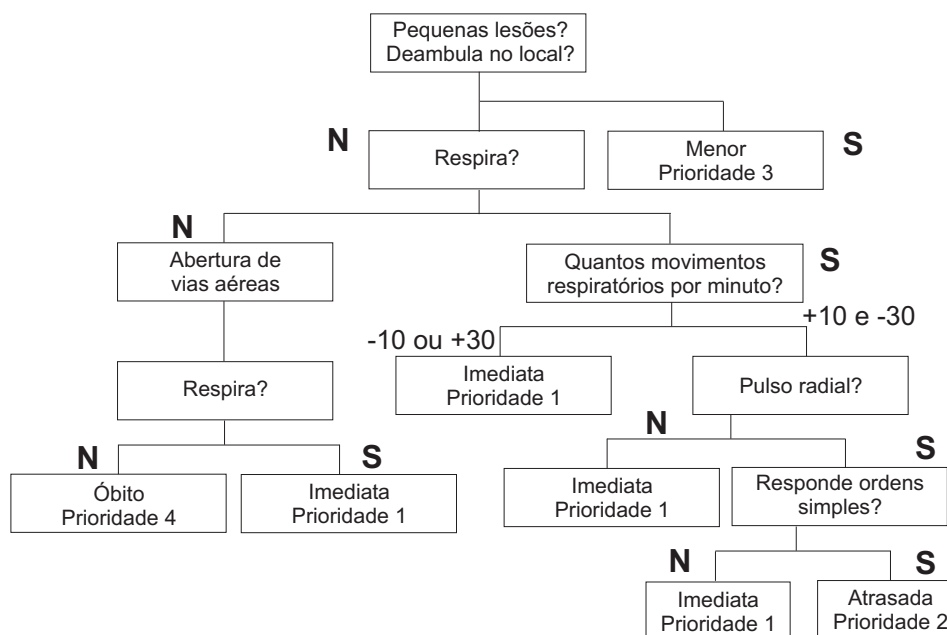 Pequenas lesões?
Deambula no local?
N
Respira?
Menor
Prioridade 3
S
N
Abertura de
vias aéreas
Quantos movimentos
respiratórios por minuto?
S
-10 ou +30
+10 e -30
Respira?
Imediata
Prioridade 1
Pulso radial?
N
S
N
S
Óbito
Prioridade 4
Imediata
Prioridade 1
Imediata
Prioridade 1
Responde ordens
simples?
N
S
Imediata
Prioridade 1
Atrasada
Prioridade 2